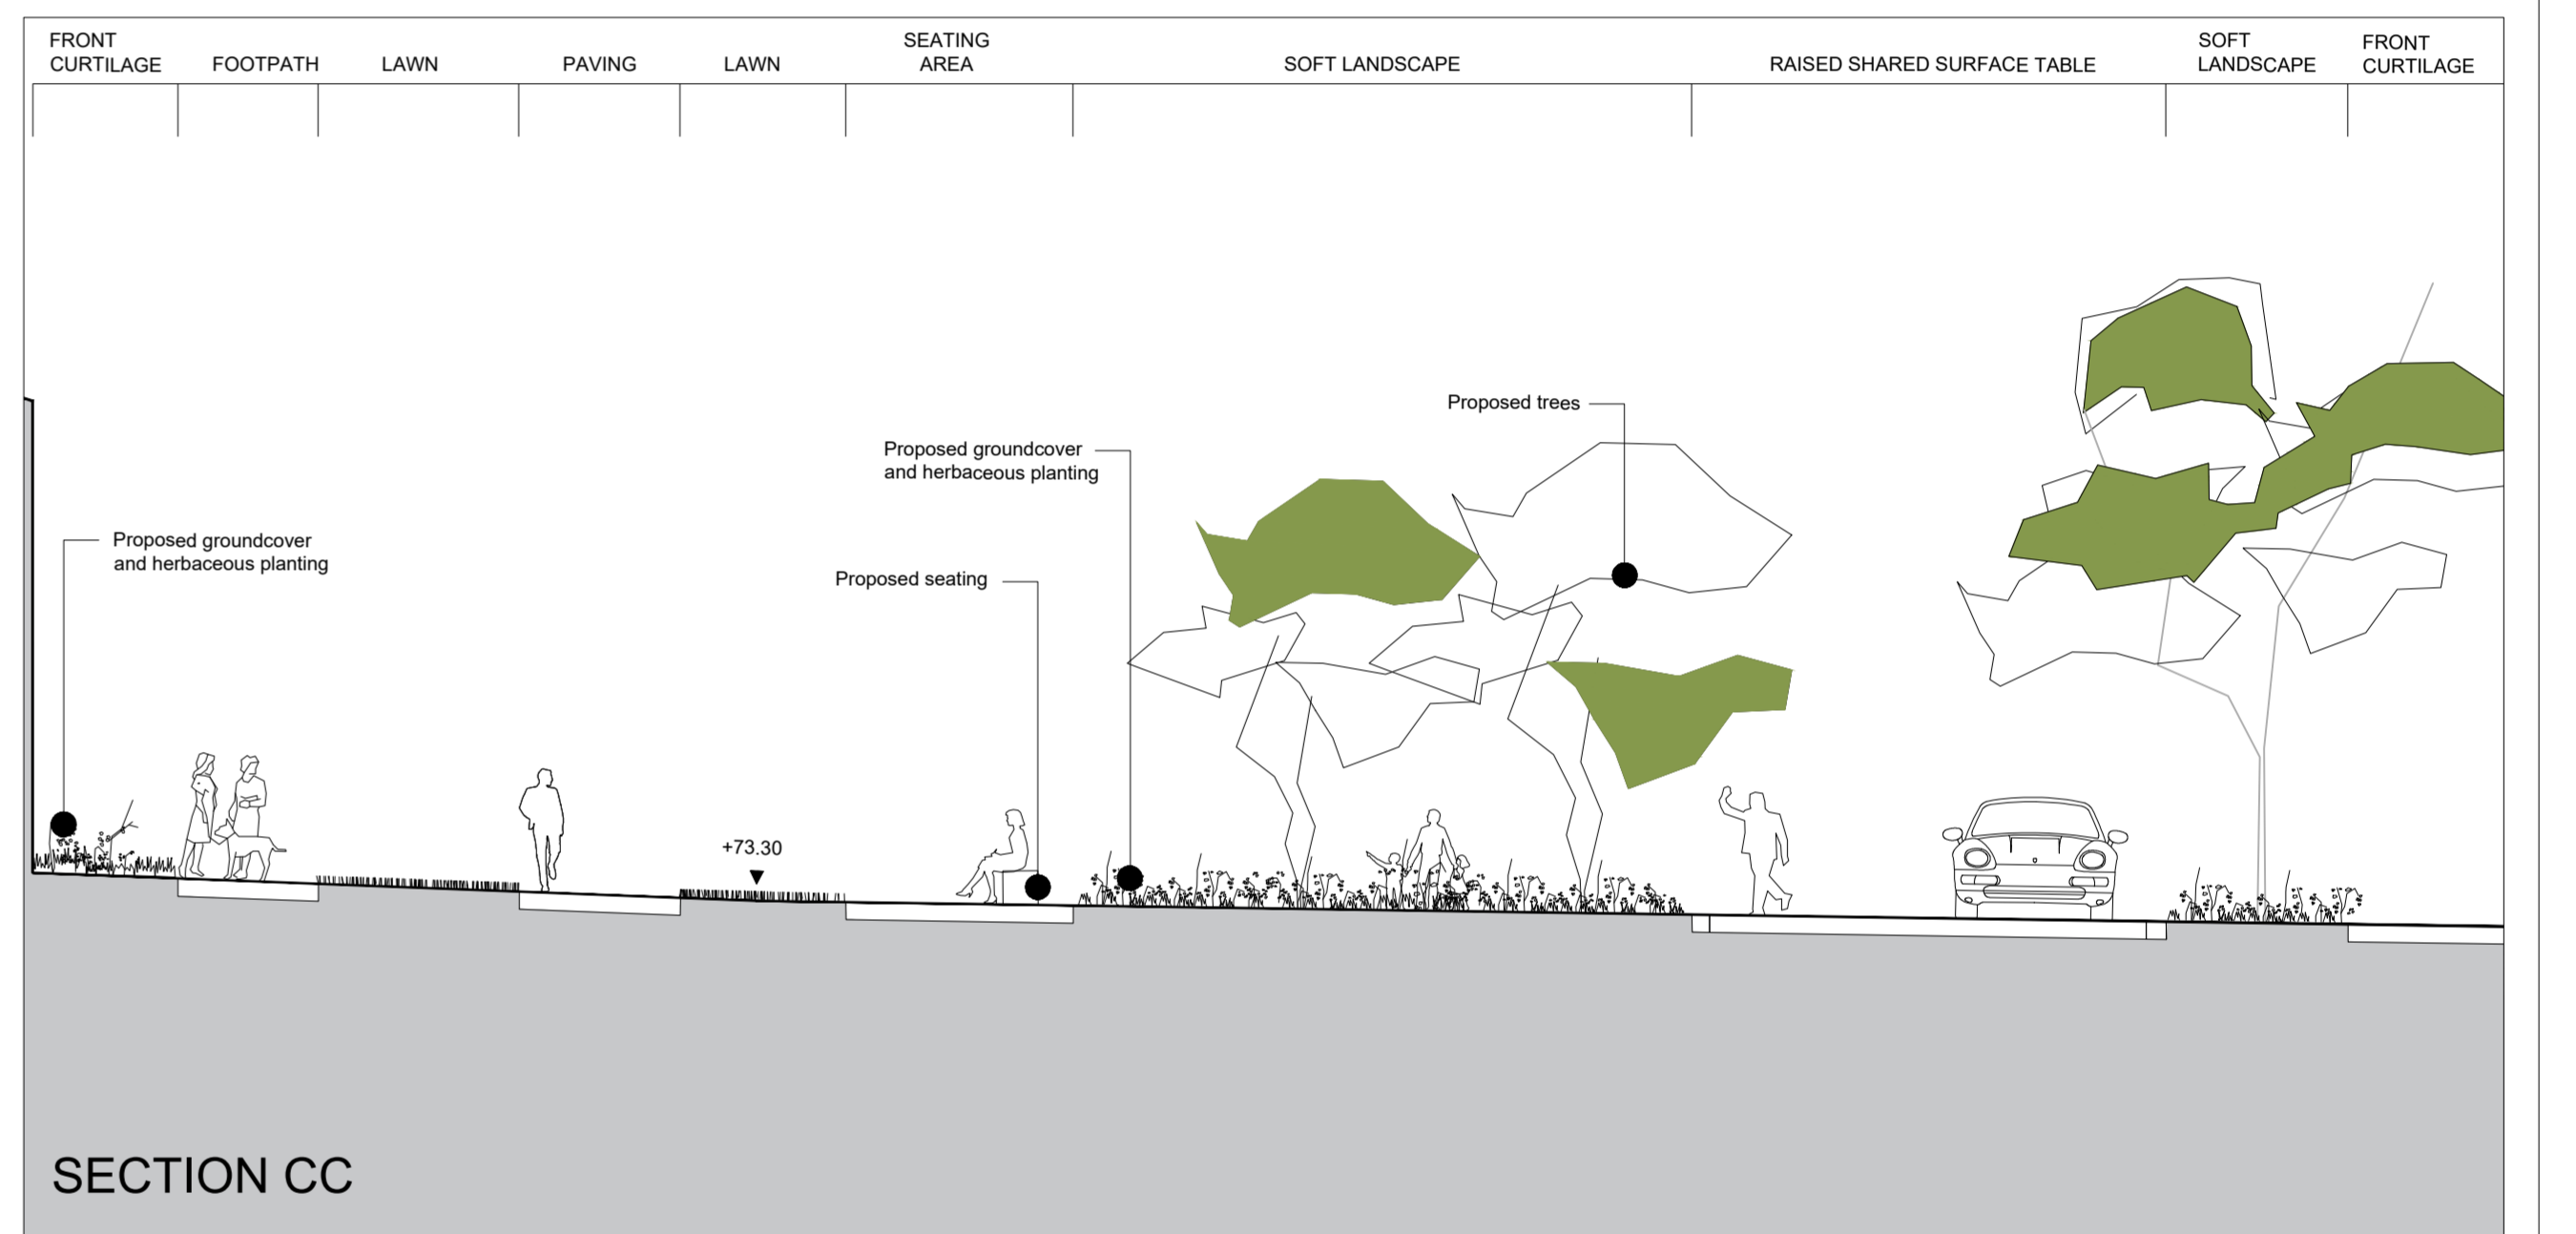 FRONT
CURTILAGE
FOOTPATH
LAWN
PAVING
LAWN
SEATING
AREA
SOFT LANDSCAPE
RAISED SHARED SURFACE TABLE
SOFT
LANDSCAPE
FRONT
CURTILAGE
Proposed trees
Proposed groundcover
and herbaceous planting
Proposed groundcover
and herbaceous planting
Proposed seating
+73.30
SECTION CC